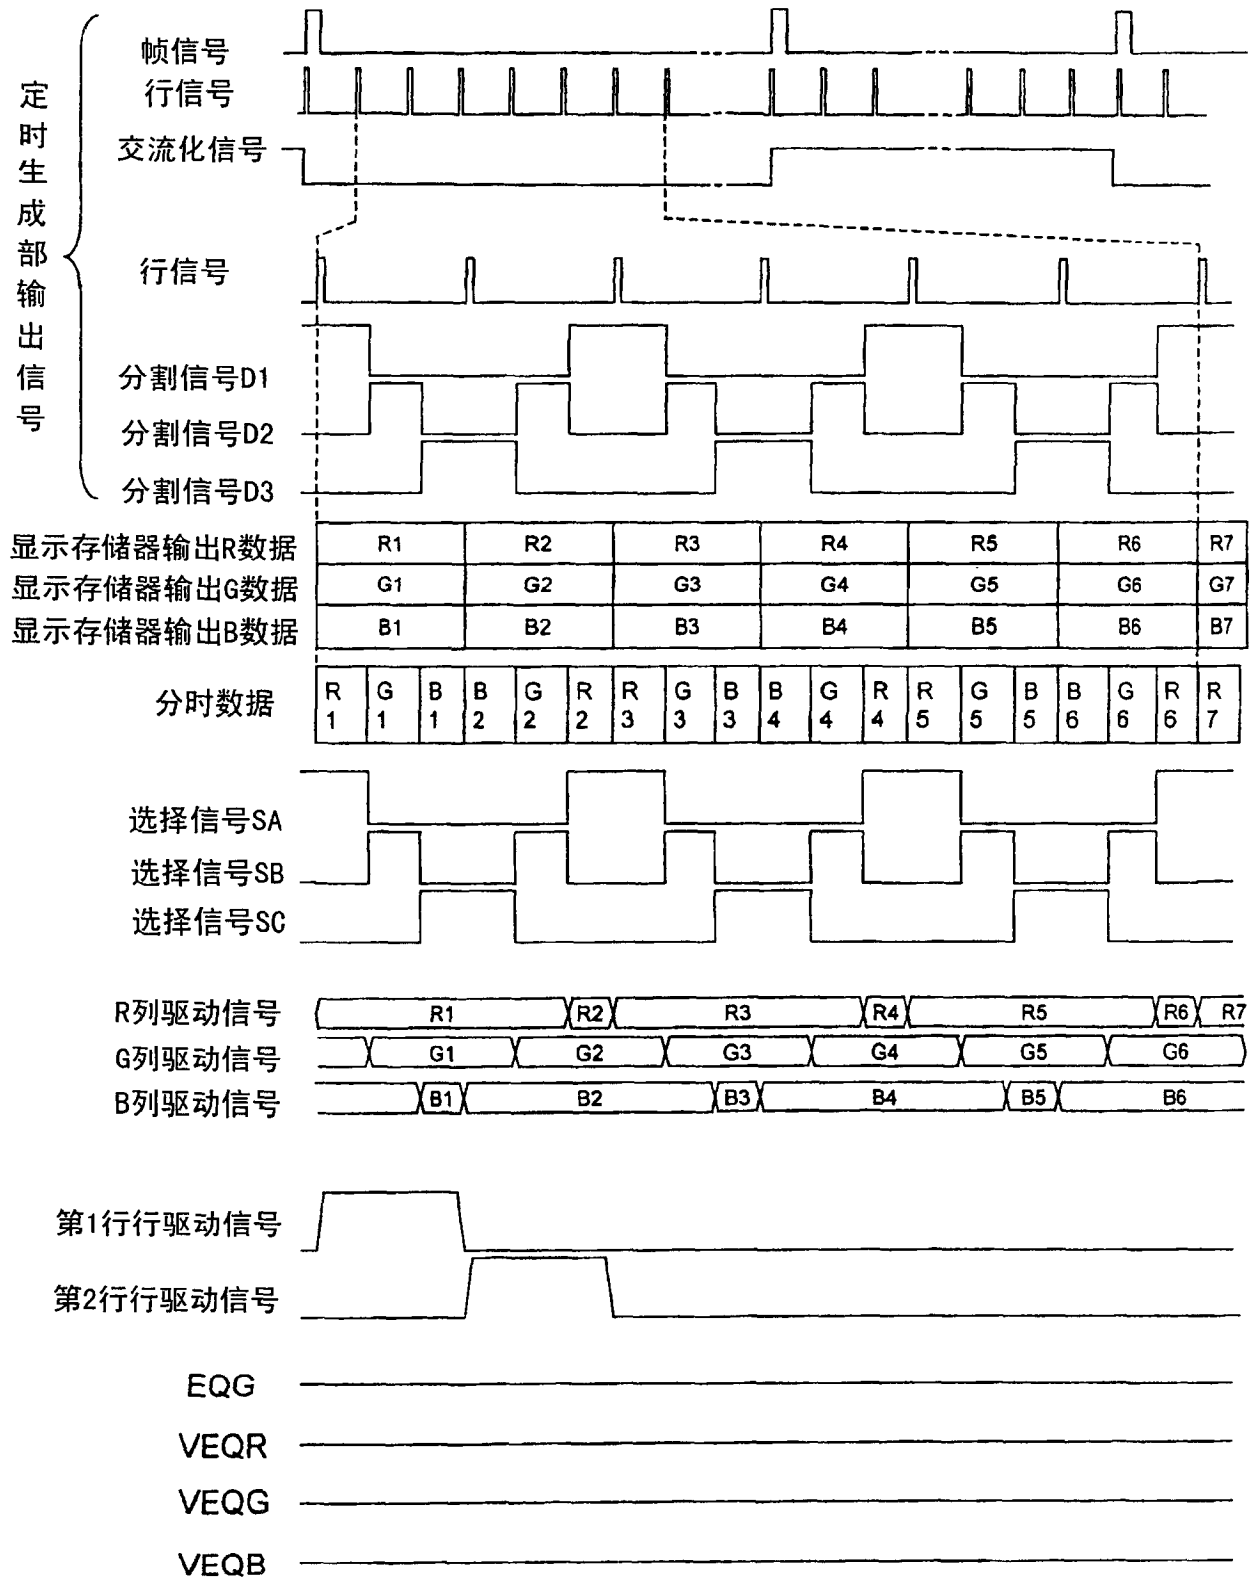 定时生成部输出信号
帧信号
行信号
交流化信号
行信号
分割信号D1
分割信号D2
分割信号D3
显示存储器输出R数据 R1 R2 R3 R4 R5 R6 R7
显示存储器输出G数据 G1 G2 G3 G4 G5 G6 G7
显示存储器输出B数据 B1 B2 B3 B4 B5 B6 B7
分时数据 R1 G1 B1 B2 G2 R2 R3 G3 B3 B4 G4 R4 R5 G5 B5 B6 G6 R6 R7
选择信号SA
选择信号SB
选择信号SC
R列驱动信号 R1 R2 R3 R4 R5 R6 R7
G列驱动信号 G1 G2 G3 G4 G5 G6
B列驱动信号 B1 B2 B3 B4 B5 B6
第1行行驱动信号
第2行行驱动信号
EQG
VEQR
VEQG
VEQB